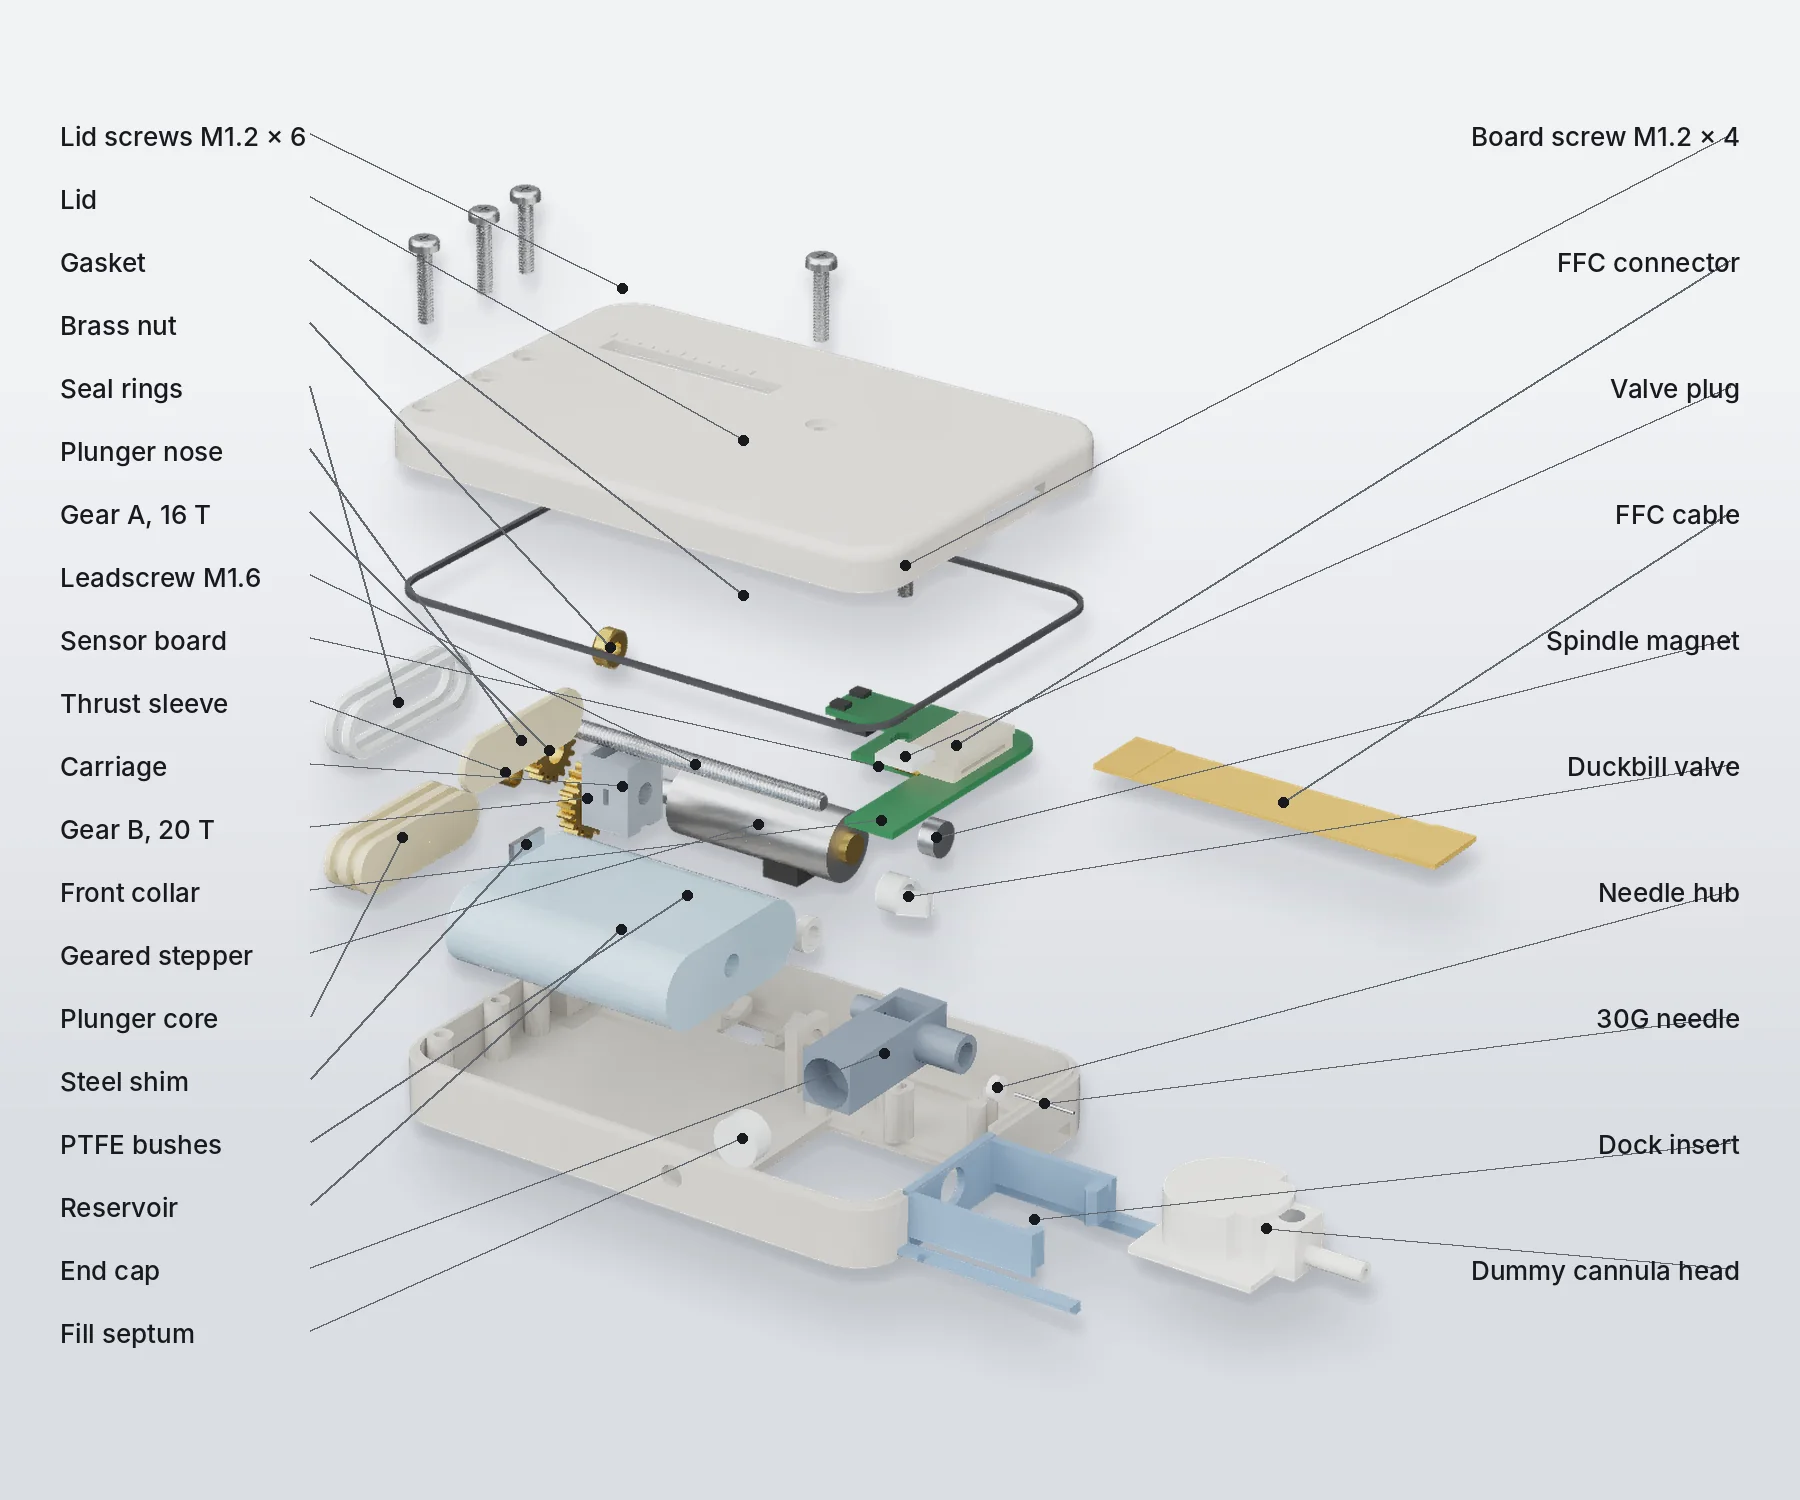 Lid screws M1.2 × 6
Lid
Gasket
Brass nut
Seal rings
Plunger nose
Gear A, 16 T
Leadscrew M1.6
Sensor board
Thrust sleeve
Carriage
Gear B, 20 T
Front collar
Geared stepper
Plunger core
Steel shim
PTFE bushes
Reservoir
End cap
Fill septum
Board screw M1.2 × 4
FFC connector
Valve plug
FFC cable
Spindle magnet
Duckbill valve
Needle hub
30G needle
Dock insert
Dummy cannula head